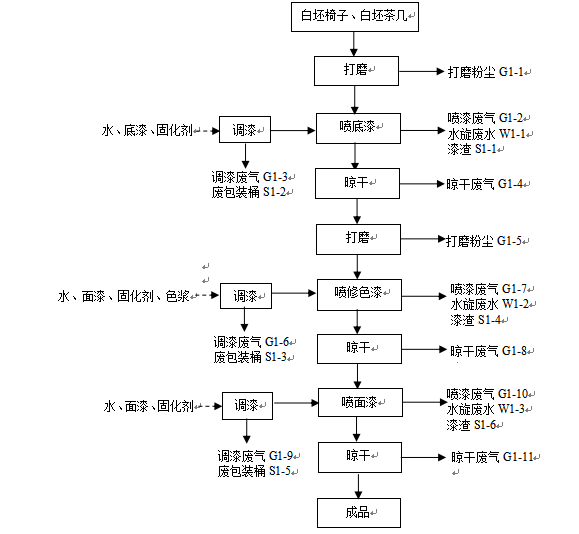 白坯椅子、白坯茶几
打磨
打磨粉尘 G1-1
水、底漆、固化剂
调漆
喷底漆
喷漆废气 G1-2
水旋废水 W1-1
漆渣 S1-1
调漆废气 G1-3
废包装桶 S1-2
晾干
晾干废气 G1-4
打磨
打磨粉尘 G1-5
水、面漆、固化剂、色浆
调漆
喷修色漆
喷漆废气 G1-7
水旋废水 W1-2
漆渣 S1-4
调漆废气 G1-6
废包装桶 S1-3
晾干
晾干废气 G1-8
水、面漆、固化剂
调漆
喷面漆
喷漆废气 G1-10
水旋废水 W1-3
漆渣 S1-6
调漆废气 G1-9
废包装桶 S1-5
晾干
晾干废气 G1-11
成品